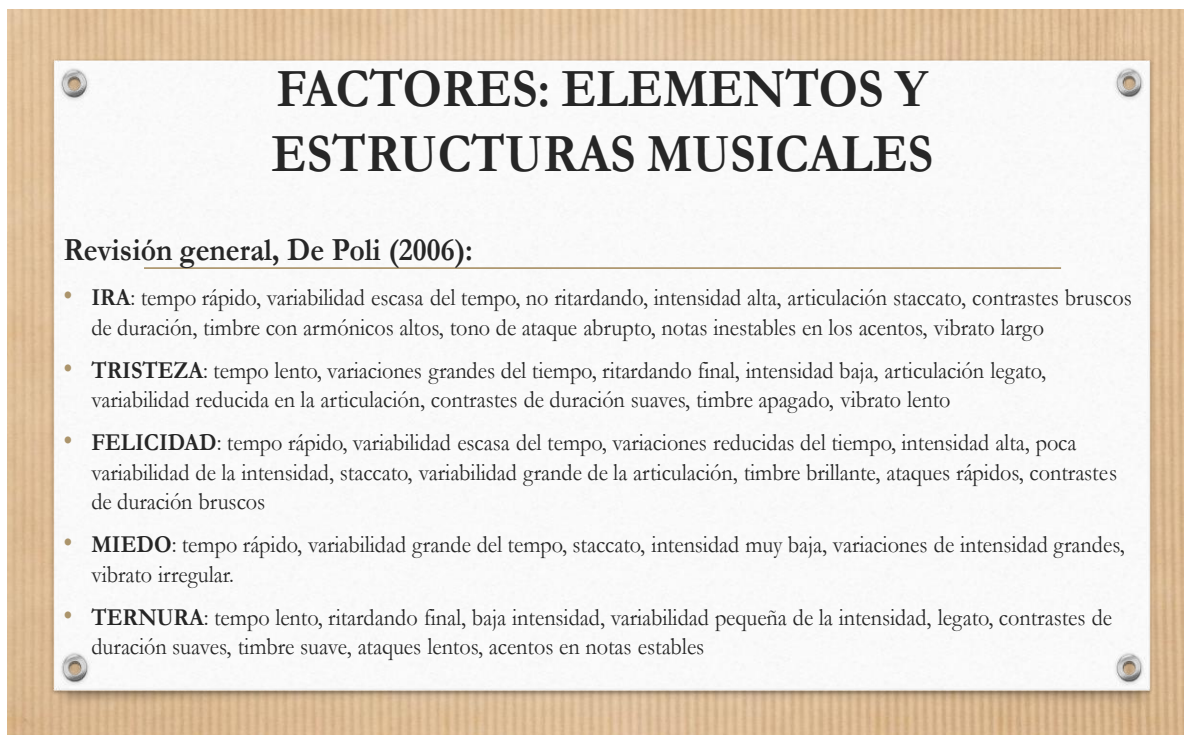 FACTORES: ELEMENTOS Y
ESTRUCTURAS MUSICALES
Revisión general, De Poli (2006):
• IRA: tempo rápido, variabilidad escasa del tempo, no ritardando, intensidad alta, articulación staccato, contrastes bruscos
de duración, timbre con armónicos altos, tono de ataque abrupto, notas inestables en los acentos, vibrato largo
• TRISTEZA: tempo lento, variaciones grandes del tiempo, ritardando final, intensidad baja, articulación legato,
variabilidad reducida en la articulación, contrastes de duración suaves, timbre apagado, vibrato lento
• FELICIDAD: tempo rápido, variabilidad escasa del tempo, variaciones reducidas del tiempo, intensidad alta, poca
variabilidad de la intensidad, staccato, variabilidad grande de la articulación, timbre brillante, ataques rápidos, contrastes
de duración bruscos
• MIEDO: tempo rápido, variabilidad grande del tempo, staccato, intensidad muy baja, variaciones de intensidad grandes,
vibrato irregular.
• TERNURA: tempo lento, ritardando final, baja intensidad, variabilidad pequeña de la intensidad, legato, contrastes de
duración suaves, timbre suave, ataques lentos, acentos en notas estables